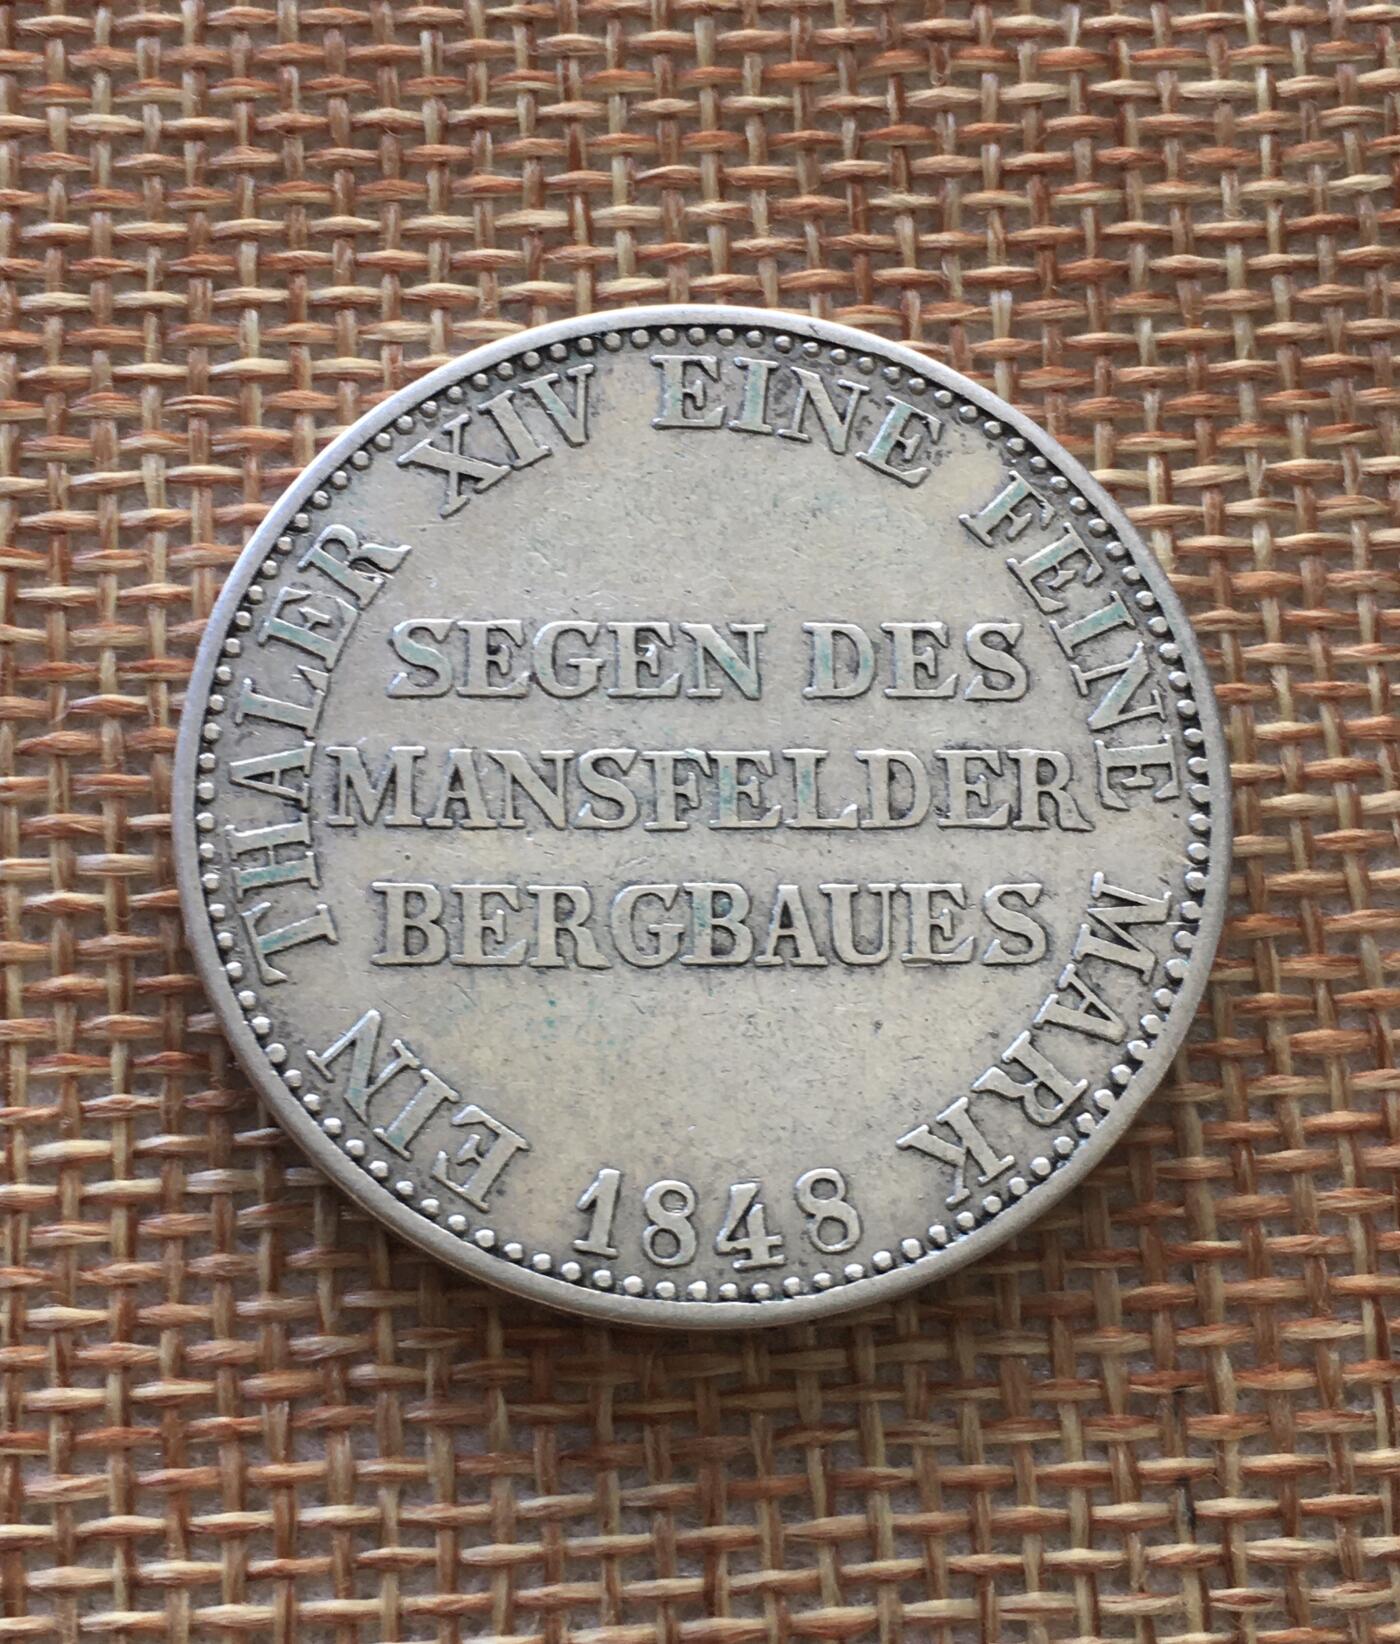 EIN THALER XIV EINE FEINE MARK
SEGEN DES
MANSFELDER
BERGBAUES
1848